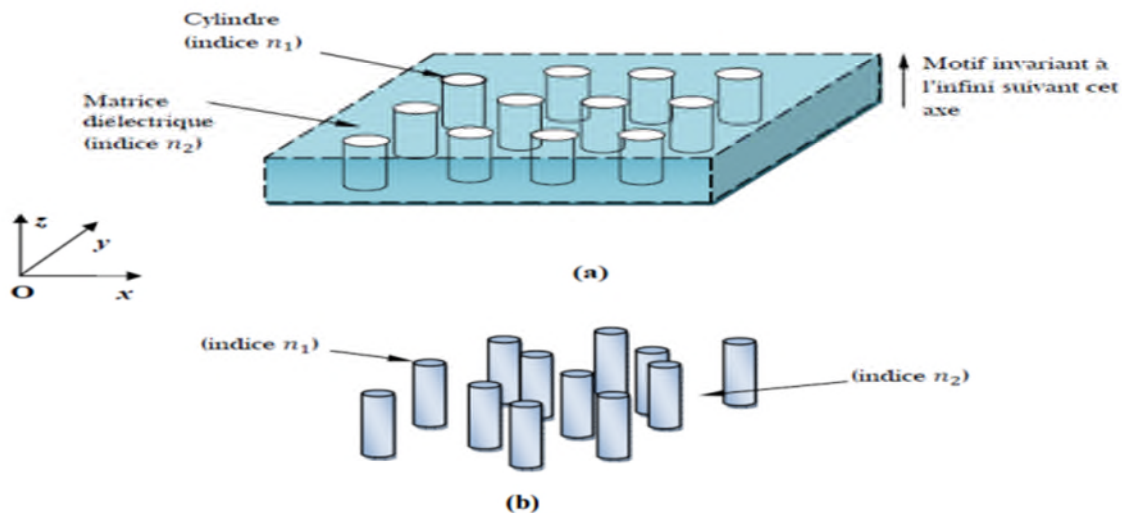 Cylindre
(indice n₁)
Matrice
diélectrique
(indice n₂)
Motif invariant à
l'infini suivant cet
axe
z
y
O
x
(a)
(indice n₁)
(indice n₂)
(b)